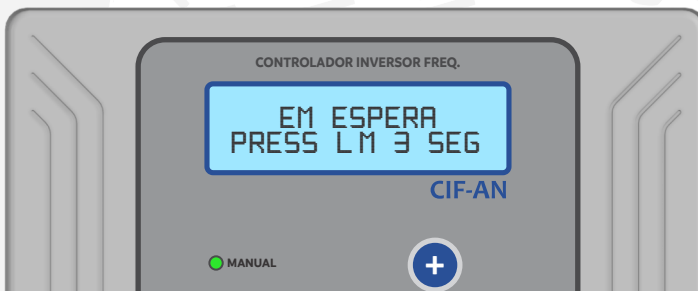 CONTROLADOR INVERSOR FREQ.
EM ESPERA
PRESS LM 3 SEG
CIF-AN
MANUAL
+